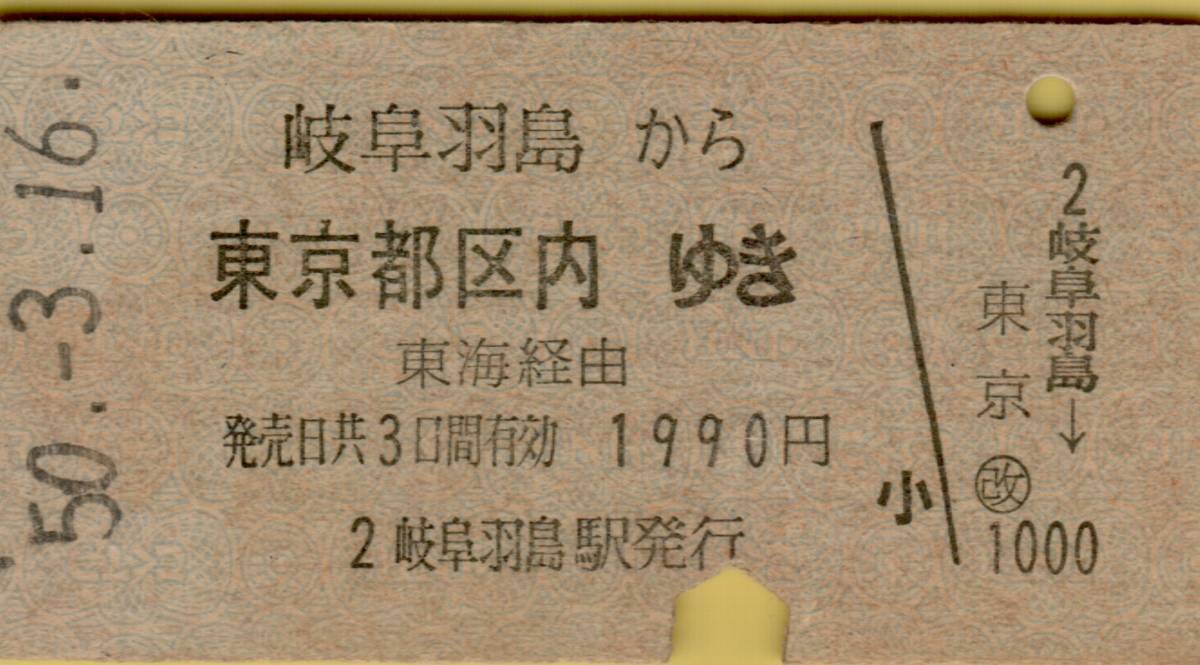 50.-3.16.
岐阜羽島 から
東京都区内 ゆき
東海経由
発売日共3日間有効 1990円
2 岐阜羽島駅発行
小
2岐阜羽島→
東京
改
1000